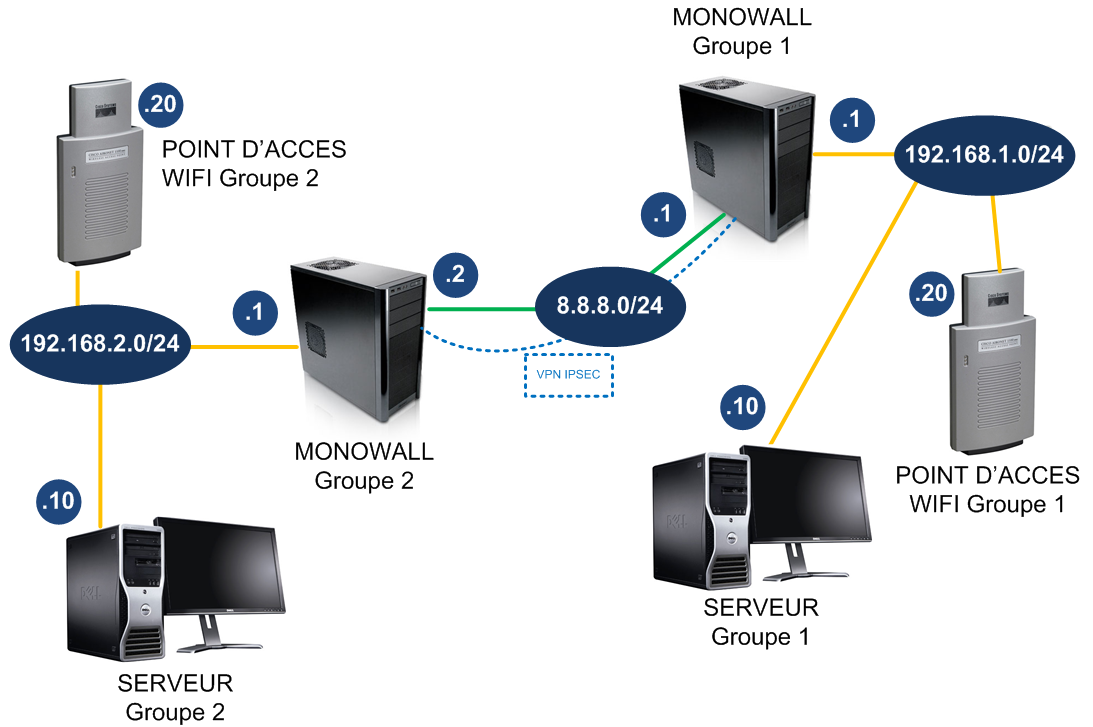 MONOWALL
Groupe 1
.20
.1
POINT D'ACCES
WIFI Groupe 2
192.168.1.0/24
.1
.2
.20
.1
8.8.8.0/24
192.168.2.0/24
VPN IPSEC
.10
MONOWALL
Groupe 2
POINT D'ACCES
WIFI Groupe 1
.10
SERVEUR
Groupe 1
SERVEUR
Groupe 2